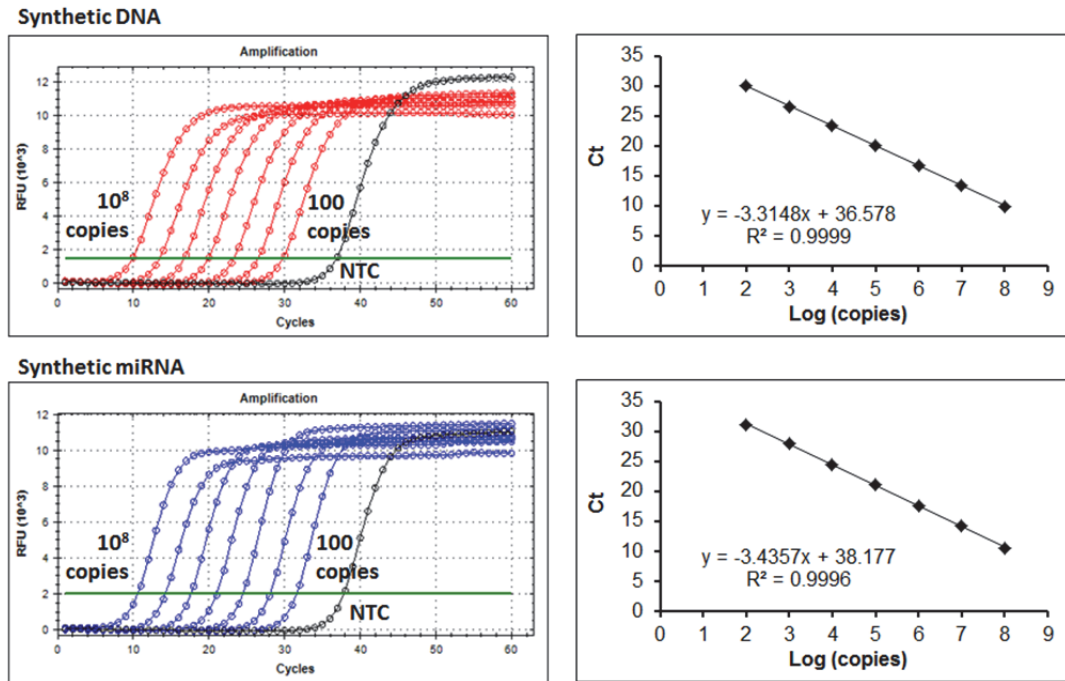 Synthetic DNA
Amplification
RFU (10^3)
12
10
8
6
4
2
0
10⁸
copies
100
copies
NTC
0 10 20 30 40 50 60
Cycles
Ct
35
30
25
20
15
10
5
0
y = -3.3148x + 36.578
R² = 0.9999
0 1 2 3 4 5 6 7 8 9
Log (copies)
Synthetic miRNA
Amplification
RFU (10^3)
12
10
8
6
4
2
0
10⁸
copies
100
copies
NTC
0 10 20 30 40 50 60
Cycles
Ct
35
30
25
20
15
10
5
0
y = -3.4357x + 38.177
R² = 0.9996
0 1 2 3 4 5 6 7 8 9
Log (copies)